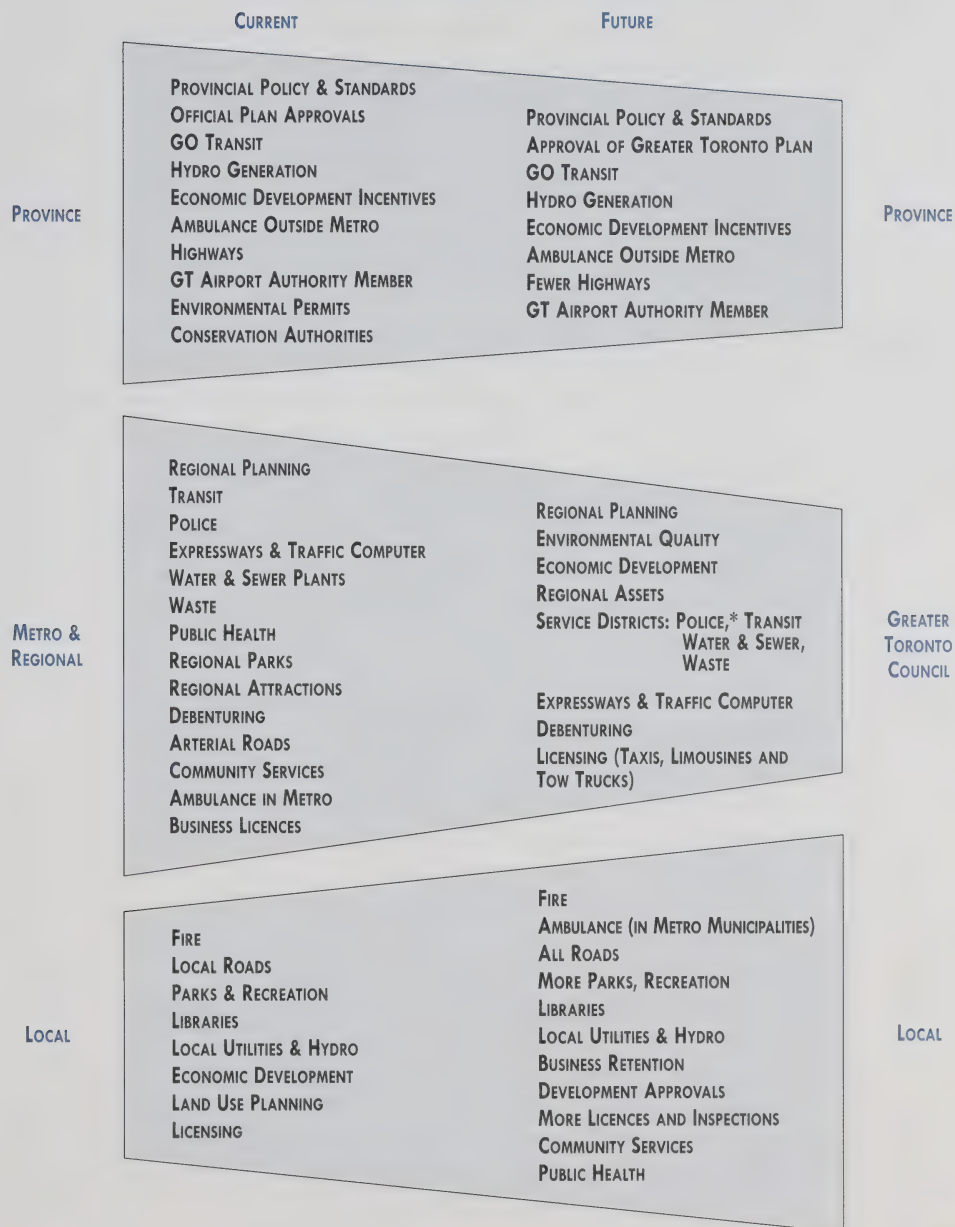 CURRENT
FUTURE
PROVINCE
PROVINCIAL POLICY & STANDARDS
OFFICIAL PLAN APPROVALS
GO TRANSIT
HYDRO GENERATION
ECONOMIC DEVELOPMENT INCENTIVES
AMBULANCE OUTSIDE METRO
HIGHWAYS
GT AIRPORT AUTHORITY MEMBER
ENVIRONMENTAL PERMITS
CONSERVATION AUTHORITIES
PROVINCIAL POLICY & STANDARDS
APPROVAL OF GREATER TORONTO PLAN
GO TRANSIT
HYDRO GENERATION
ECONOMIC DEVELOPMENT INCENTIVES
AMBULANCE OUTSIDE METRO
FEWER HIGHWAYS
GT AIRPORT AUTHORITY MEMBER
PROVINCE
METRO &
REGIONAL
REGIONAL PLANNING
TRANSIT
POLICE
EXPRESSWAYS & TRAFFIC COMPUTER
WATER & SEWER PLANTS
WASTE
PUBLIC HEALTH
REGIONAL PARKS
REGIONAL ATTRACTIONS
DEBENTURING
ARTERIAL ROADS
COMMUNITY SERVICES
AMBULANCE IN METRO
BUSINESS LICENCES
REGIONAL PLANNING
ENVIRONMENTAL QUALITY
ECONOMIC DEVELOPMENT
REGIONAL ASSETS
SERVICE DISTRICTS: POLICE,* TRANSIT
WATER & SEWER,
WASTE
EXPRESSWAYS & TRAFFIC COMPUTER
DEBENTURING
LICENSING (TAXIS, LIMOUSINES AND
TOW TRUCKS)
GREATER
TORONTO
COUNCIL
LOCAL
FIRE
LOCAL ROADS
PARKS & RECREATION
LIBRARIES
LOCAL UTILITIES & HYDRO
ECONOMIC DEVELOPMENT
LAND USE PLANNING
LICENSING
FIRE
AMBULANCE (IN METRO MUNICIPALITIES)
ALL ROADS
MORE PARKS, RECREATION
LIBRARIES
LOCAL UTILITIES & HYDRO
BUSINESS RETENTION
DEVELOPMENT APPROVALS
MORE LICENCES AND INSPECTIONS
COMMUNITY SERVICES
PUBLIC HEALTH
LOCAL